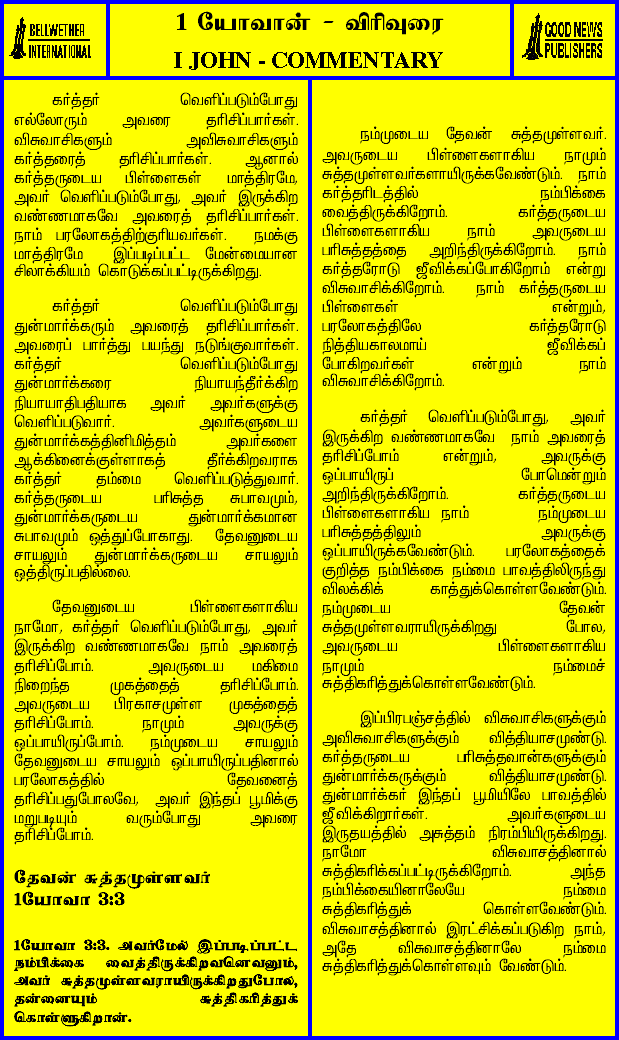 BELLWETHER
INTERNATIONAL
1 யோவான் - விரிவுரை
I JOHN - COMMENTARY
GOOD NEWS
PUBLISHERS
கர்த்தர் வெளிப்படும்போது
எல்லோரும் அவரை தரிசிப்பார்கள்.
விசுவாசிகளும் அவிசுவாசிகளும்
கர்த்தரைத் தரிசிப்பார்கள். ஆனால்
கர்த்தருடைய பிள்ளைகள் மாத்திரமே,
அவர் வெளிப்படும்போது, அவர் இருக்கிற
வண்ணமாகவே அவரைத் தரிசிப்பார்கள்.
நாம் பரலோகத்திற்குரியவர்கள். நமக்கு
மாத்திரமே இப்படிப்பட்ட மேன்மையான
சிலாக்கியம் கொடுக்கப்பட்டிருக்கிறது.
கர்த்தர் வெளிப்படும்போது
துன்மார்க்கரும் அவரைத் தரிசிப்பார்கள்.
அவரைப் பார்த்து பயந்து நடுங்குவார்கள்.
கர்த்தர் வெளிப்படும்போது
துன்மார்க்கரை நியாயந்தீர்க்கிற
நியாயாதிபதியாக அவர் அவர்களுக்கு
வெளிப்படுவார். அவர்களுடைய
துன்மார்க்கத்தினிமித்தம் அவர்களை
ஆக்கினைக்குள்ளாகத் தீர்க்கிறவராக
கர்த்தர் தம்மை வெளிப்படுத்துவார்.
கர்த்தருடைய பரிசுத்த சுபாவமும்,
துன்மார்க்கருடைய துன்மார்க்கமான
சுபாவமும் ஒத்துப்போகாது. தேவனுடைய
சாயலும் துன்மார்க்கருடைய சாயலும்
ஒத்திருப்பதில்லை.
தேவனுடைய பிள்ளைகளாகிய
நாமோ, கர்த்தர் வெளிப்படும்போது, அவர்
இருக்கிற வண்ணமாகவே நாம் அவரைத்
தரிசிப்போம். அவருடைய மகிமை
நிறைந்த முகத்தைத் தரிசிப்போம்.
அவருடைய பிரகாசமுள்ள முகத்தைத்
தரிசிப்போம். நாமும் அவருக்கு
ஒப்பாயிருப்போம். நம்முடைய சாயலும்
தேவனுடைய சாயலும் ஒப்பாயிருப்பதினால்
பரலோகத்தில் தேவனைத்
தரிசிப்பதுபோலவே, அவர் இந்தப் பூமிக்கு
மறுபடியும் வரும்போது அவரை
தரிசிப்போம்.
தேவன் சுத்தமுள்ளவர்
1யோவா 3:3
1யோவா 3:3. அவர்மேல் இப்படிப்பட்ட
நம்பிக்கை வைத்திருக்கிறவனெவனும்,
அவர் சுத்தமுள்ளவராயிருக்கிறதுபோல,
தன்னையும் சுத்திகரித்துக்
கொள்ளுகிறான்.
நம்முடைய தேவன் சுத்தமுள்ளவர்.
அவருடைய பிள்ளைகளாகிய நாமும்
சுத்தமுள்ளவர்களாயிருக்கவேண்டும். நாம்
கர்த்தரிடத்தில் நம்பிக்கை
வைத்திருக்கிறோம். கர்த்தருடைய
பிள்ளைகளாகிய நாம் அவருடைய
பரிசுத்தத்தை அறிந்திருக்கிறோம். நாம்
கர்த்தரோடு ஜீவிக்கப்போகிறோம் என்று
விசுவாசிக்கிறோம். நாம் கர்த்தருடைய
பிள்ளைகள் என்றும்,
பரலோகத்திலே கர்த்தரோடு
நித்தியகாலமாய் ஜீவிக்கப்
போகிறவர்கள் என்றும் நாம்
விசுவாசிக்கிறோம்.
கர்த்தர் வெளிப்படும்போது, அவர்
இருக்கிற வண்ணமாகவே நாம் அவரைத்
தரிசிப்போம் என்றும், அவருக்கு
ஒப்பாயிருப் போமென்றும்
அறிந்திருக்கிறோம். கர்த்தருடைய
பிள்ளைகளாகிய நாம் நம்முடைய
பரிசுத்தத்திலும் அவருக்கு
ஒப்பாயிருக்கவேண்டும். பரலோகத்தைக்
குறித்த நம்பிக்கை நம்மை பாவத்திலிருந்து
விலக்கிக் காத்துக்கொள்ளவேண்டும்.
நம்முடைய தேவன்
சுத்தமுள்ளவராயிருக்கிறது போல,
அவருடைய பிள்ளைகளாகிய
நாமும் நம்மைச்
சுத்திகரித்துக்கொள்ளவேண்டும்.
இப்பிரபஞ்சத்தில் விசுவாசிகளுக்கும்
அவிசுவாசிகளுக்கும் வித்தியாசமுண்டு.
கர்த்தருடைய பரிசுத்தவான்களுக்கும்
துன்மார்க்கருக்கும் வித்தியாசமுண்டு.
துன்மார்க்கர் இந்தப் பூமியிலே பாவத்தில்
ஜீவிக்கிறார்கள். அவர்களுடைய
இருதயத்தில் அசுத்தம் நிரம்பியிருக்கிறது.
நாமோ விசுவாசத்தினால்
சுத்திகரிக்கப்பட்டிருக்கிறோம். அந்த
நம்பிக்கையினாலேயே நம்மை
சுத்திகரித்துக் கொள்ளவேண்டும்.
விசுவாசத்தினால் இரட்சிக்கப்படுகிற நாம்,
அதே விசுவாசத்தினாலே நம்மை
சுத்திகரித்துக்கொள்ளவும் வேண்டும்.